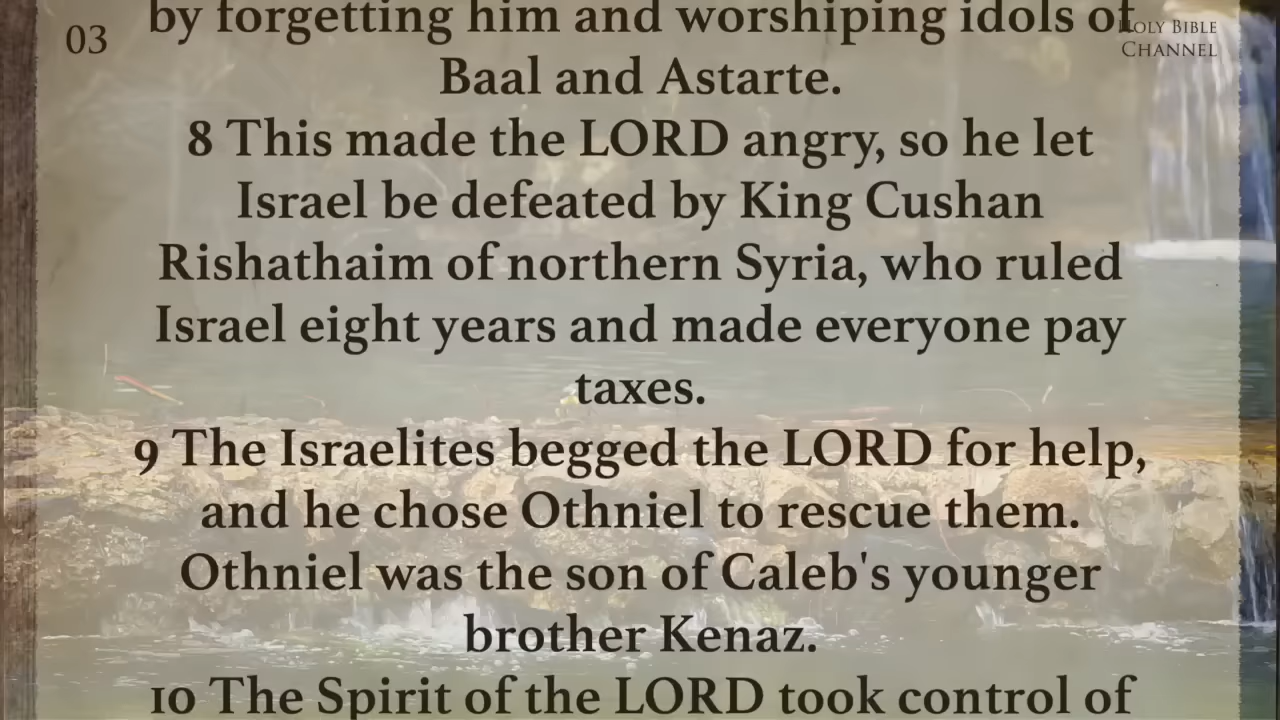 03
HOLY BIBLE
CHANNEL
by forgetting him and worshiping idols of
Baal and Astarte.
8 This made the LORD angry, so he let
Israel be defeated by King Cushan
Rishathaim of northern Syria, who ruled
Israel eight years and made everyone pay
taxes.
9 The Israelites begged the LORD for help,
and he chose Othniel to rescue them.
Othniel was the son of Caleb's younger
brother Kenaz.
10 The Spirit of the LORD took control of